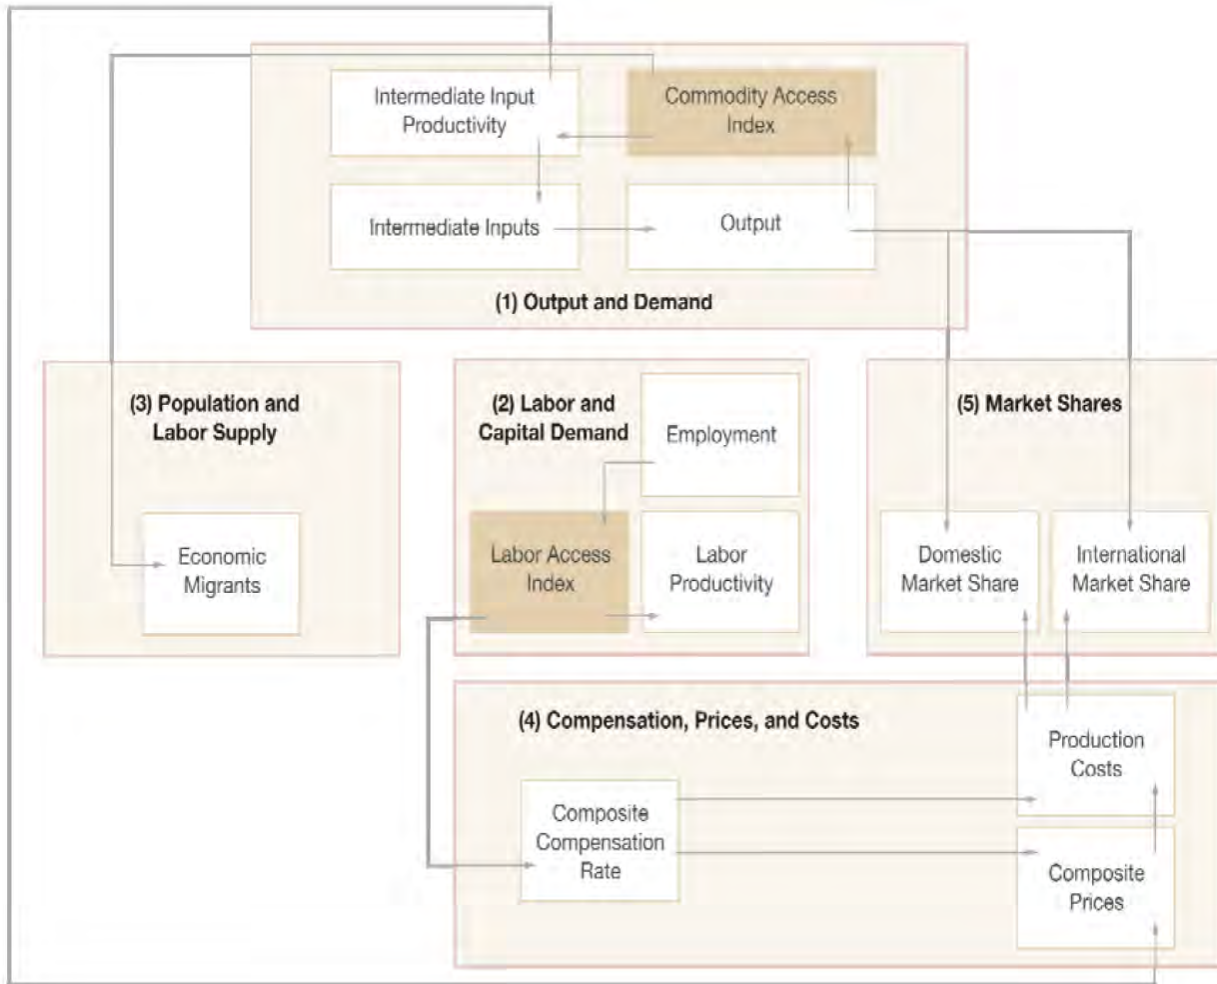 Intermediate Input
Productivity
Commodity Access
Index
Intermediate Inputs
Output
(1) Output and Demand
(3) Population and
Labor Supply
Economic
Migrants
(2) Labor and
Capital Demand
Employment
Labor Access
Index
Labor
Productivity
(5) Market Shares
Domestic
Market Share
International
Market Share
(4) Compensation, Prices, and Costs
Composite
Compensation
Rate
Production
Costs
Composite
Prices